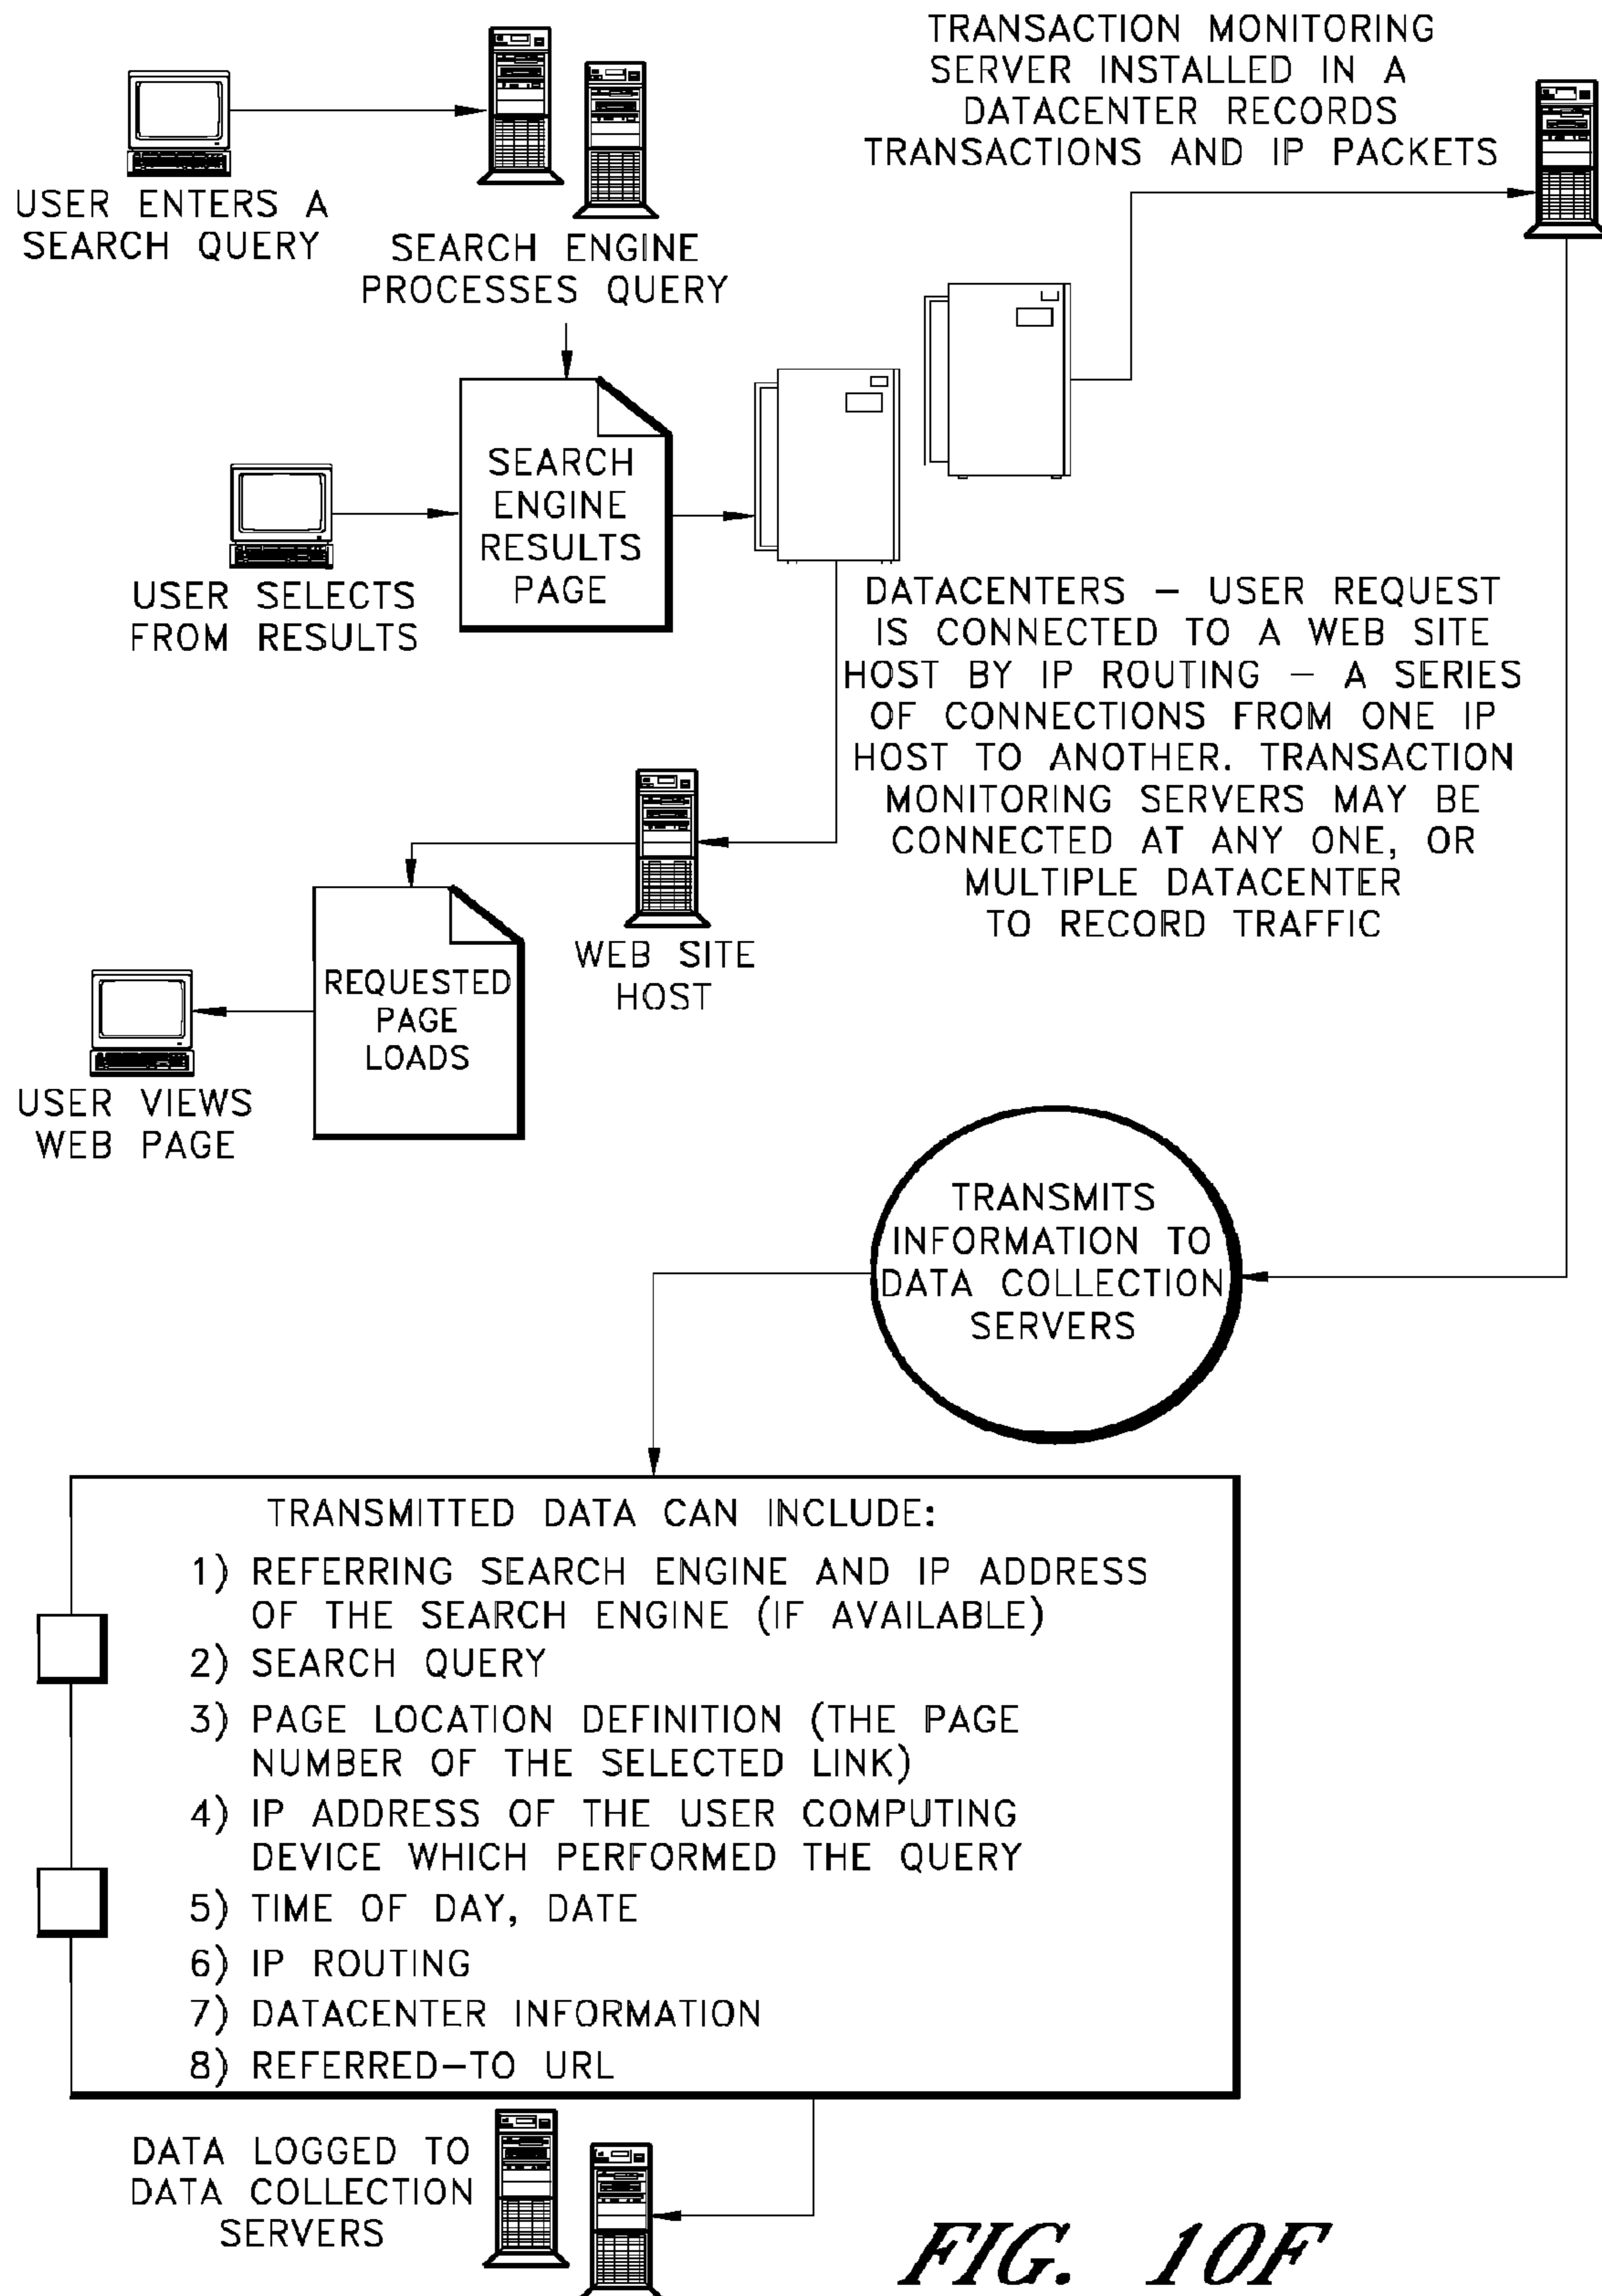 TRANSACTION MONITORING
SERVER INSTALLED IN A
DATACENTER RECORDS
TRANSACTIONS AND IP PACKETS
USER ENTERS A
SEARCH QUERY
SEARCH ENGINE
PROCESSES QUERY
SEARCH
ENGINE
RESULTS
PAGE
USER SELECTS
FROM RESULTS
DATACENTERS – USER REQUEST
IS CONNECTED TO A WEB SITE
HOST BY IP ROUTING – A SERIES
OF CONNECTIONS FROM ONE IP
HOST TO ANOTHER. TRANSACTION
MONITORING SERVERS MAY BE
CONNECTED AT ANY ONE, OR
MULTIPLE DATACENTER
TO RECORD TRAFFIC
WEB SITE
HOST
REQUESTED
PAGE
LOADS
USER VIEWS
WEB PAGE
TRANSMITS
INFORMATION TO
DATA COLLECTION
SERVERS
TRANSMITTED DATA CAN INCLUDE:
1) REFERRING SEARCH ENGINE AND IP ADDRESS
OF THE SEARCH ENGINE (IF AVAILABLE)
2) SEARCH QUERY
3) PAGE LOCATION DEFINITION (THE PAGE
NUMBER OF THE SELECTED LINK)
4) IP ADDRESS OF THE USER COMPUTING
DEVICE WHICH PERFORMED THE QUERY
5) TIME OF DAY, DATE
6) IP ROUTING
7) DATACENTER INFORMATION
8) REFERRED–TO URL
DATA LOGGED TO
DATA COLLECTION
SERVERS
FIG. 10F